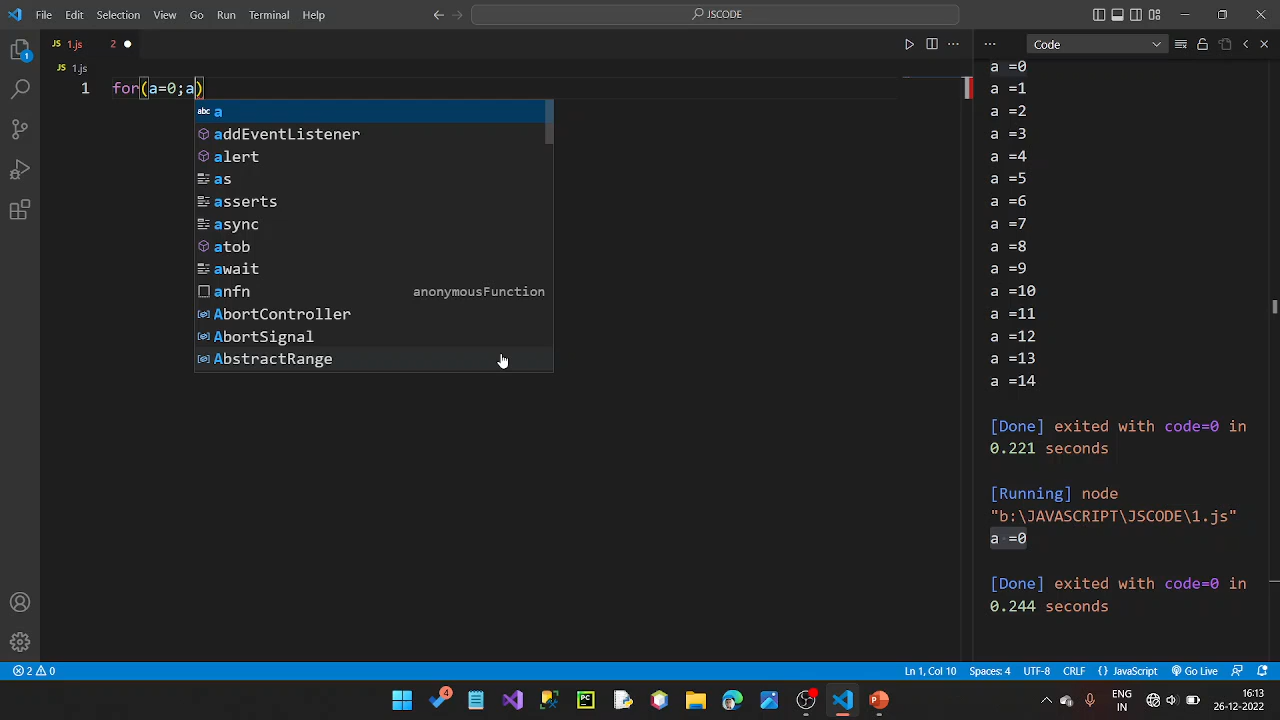 File Edit Selection View Go Run Terminal Help
JSCODE
JS 1.js 2
Code
JS 1.js
1 for(a=0;a)
abc a
addEventListener
alert
as
asserts
async
atob
await
anfn anonymousFunction
AbortController
AbortSignal
AbstractRange
a =0
a =1
a =2
a =3
a =4
a =5
a =6
a =7
a =8
a =9
a =10
a =11
a =12
a =13
a =14
[Done] exited with code=0 in
0.221 seconds
[Running] node
"b:\JAVASCRIPT\JSCODE\1.js"
a =0
[Done] exited with code=0 in
0.244 seconds
1
2 0 Ln 1, Col 10 Spaces: 4 UTF-8 CRLF {} JavaScript Go Live
4
PC
ENG
IN
16:13
26-12-2022